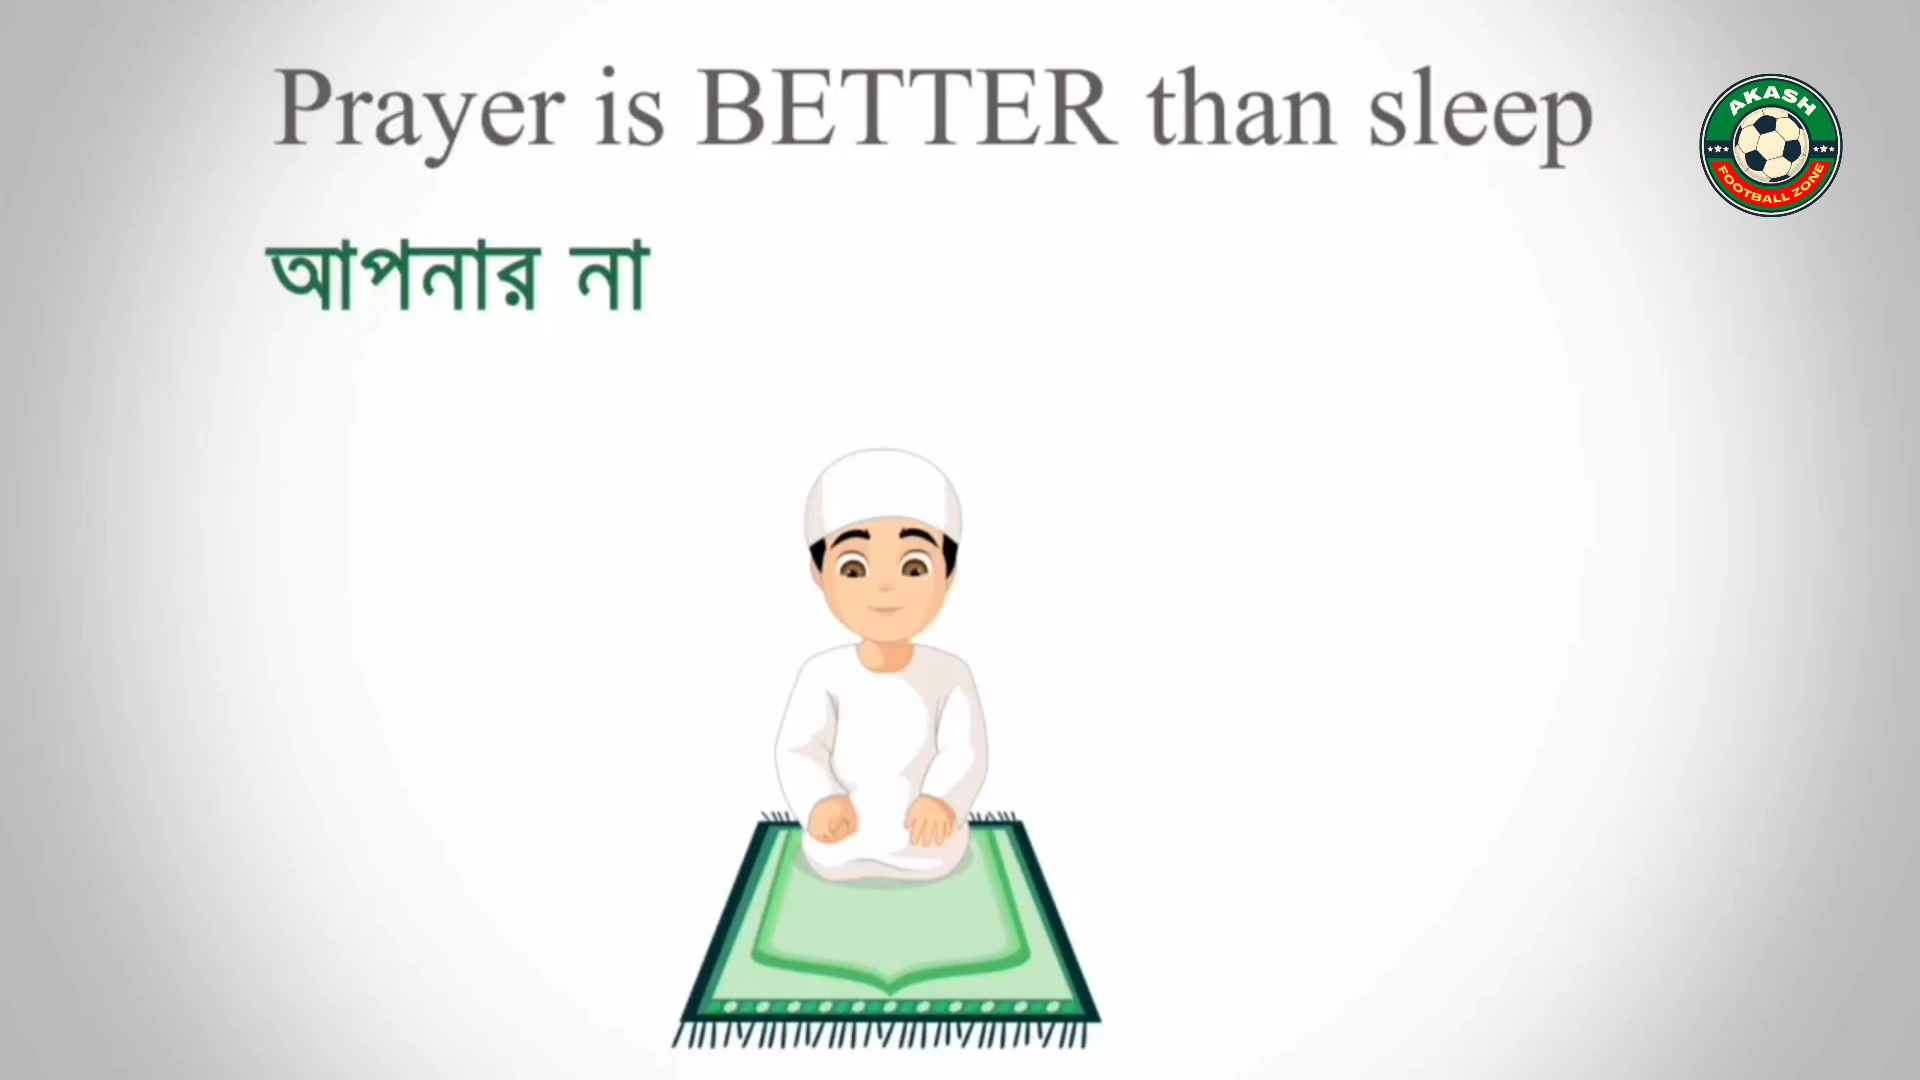 Prayer is BETTER than sleep
আপনার না
AKASH
FOOTBALL ZONE